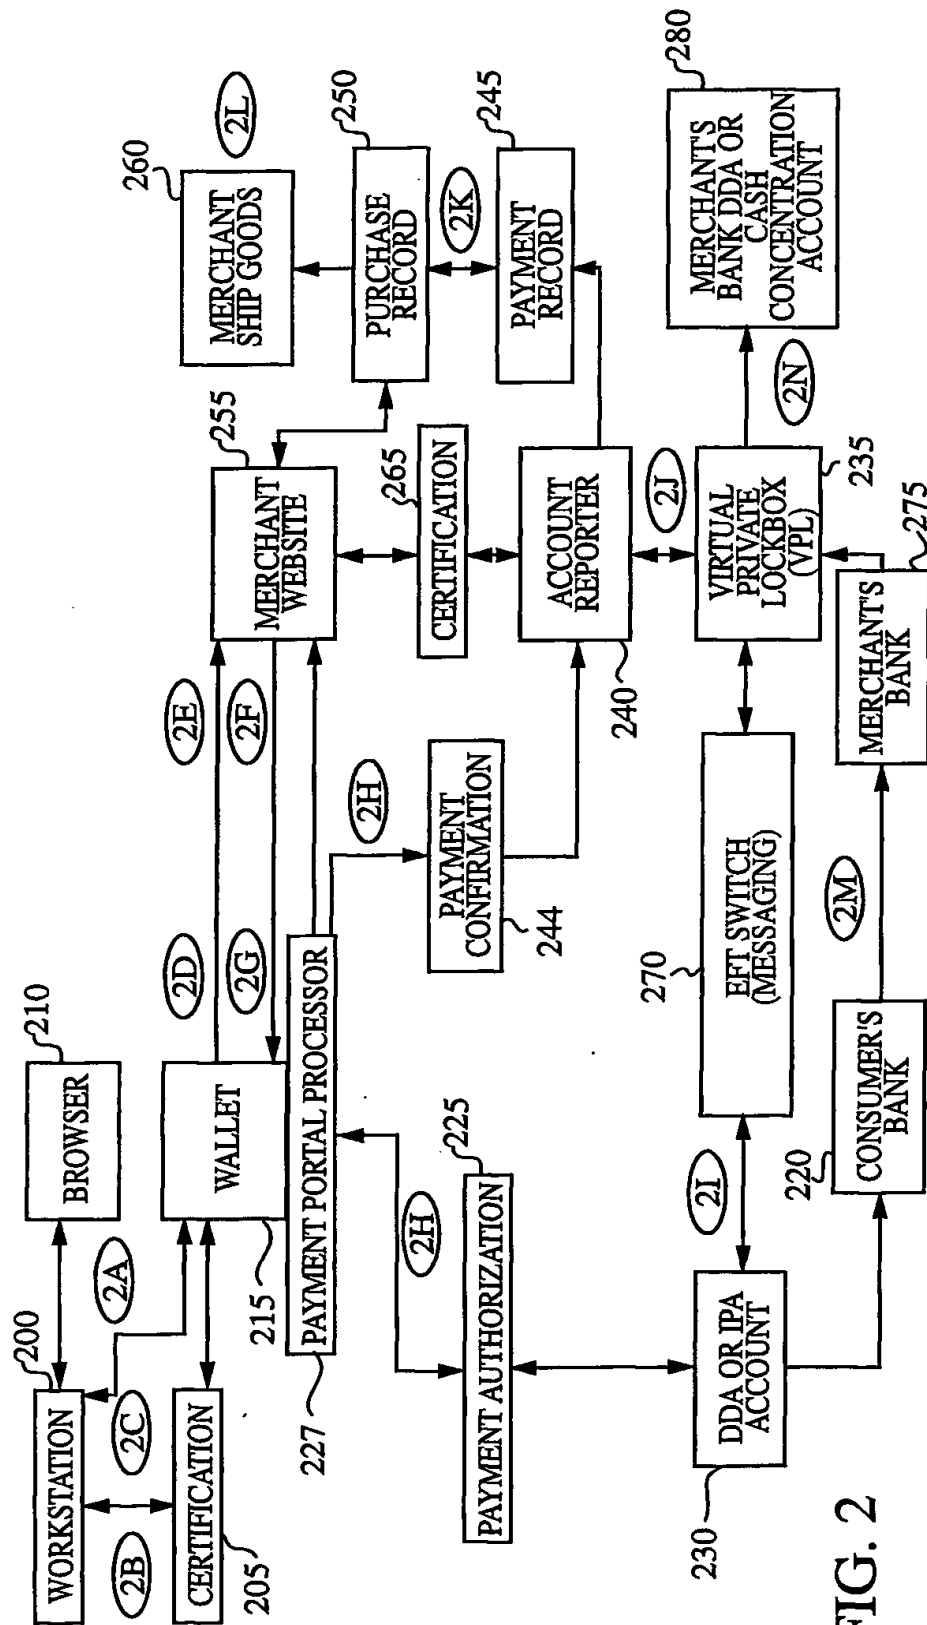 200
WORKSTATION
210
BROWSER
2A
2B
2C
CERTIFICATION
205
WALLET
215
PAYMENT PORTAL PROCESSOR
227
2D
2E
2G
2F
255
MERCHANT
WEBSITE
260
MERCHANT
SHIP GOODS
2L
250
PURCHASE
RECORD
2K
245
PAYMENT
RECORD
265
CERTIFICATION
2H
PAYMENT
CONFIRMATION
244
ACCOUNT
REPORTER
240
2H
225
PAYMENT AUTHORIZATION
2J
DDA OR IPA
ACCOUNT
230
2I
270
EFT SWITCH
(MESSAGING)
VIRTUAL
PRIVATE
LOCKBOX
(VPL)
235
2N
280
MERCHANT'S
BANK DDA OR
CASH
CONCENTRATION
ACCOUNT
220
CONSUMER'S
BANK
2M
MERCHANT'S
BANK
275
FIG. 2